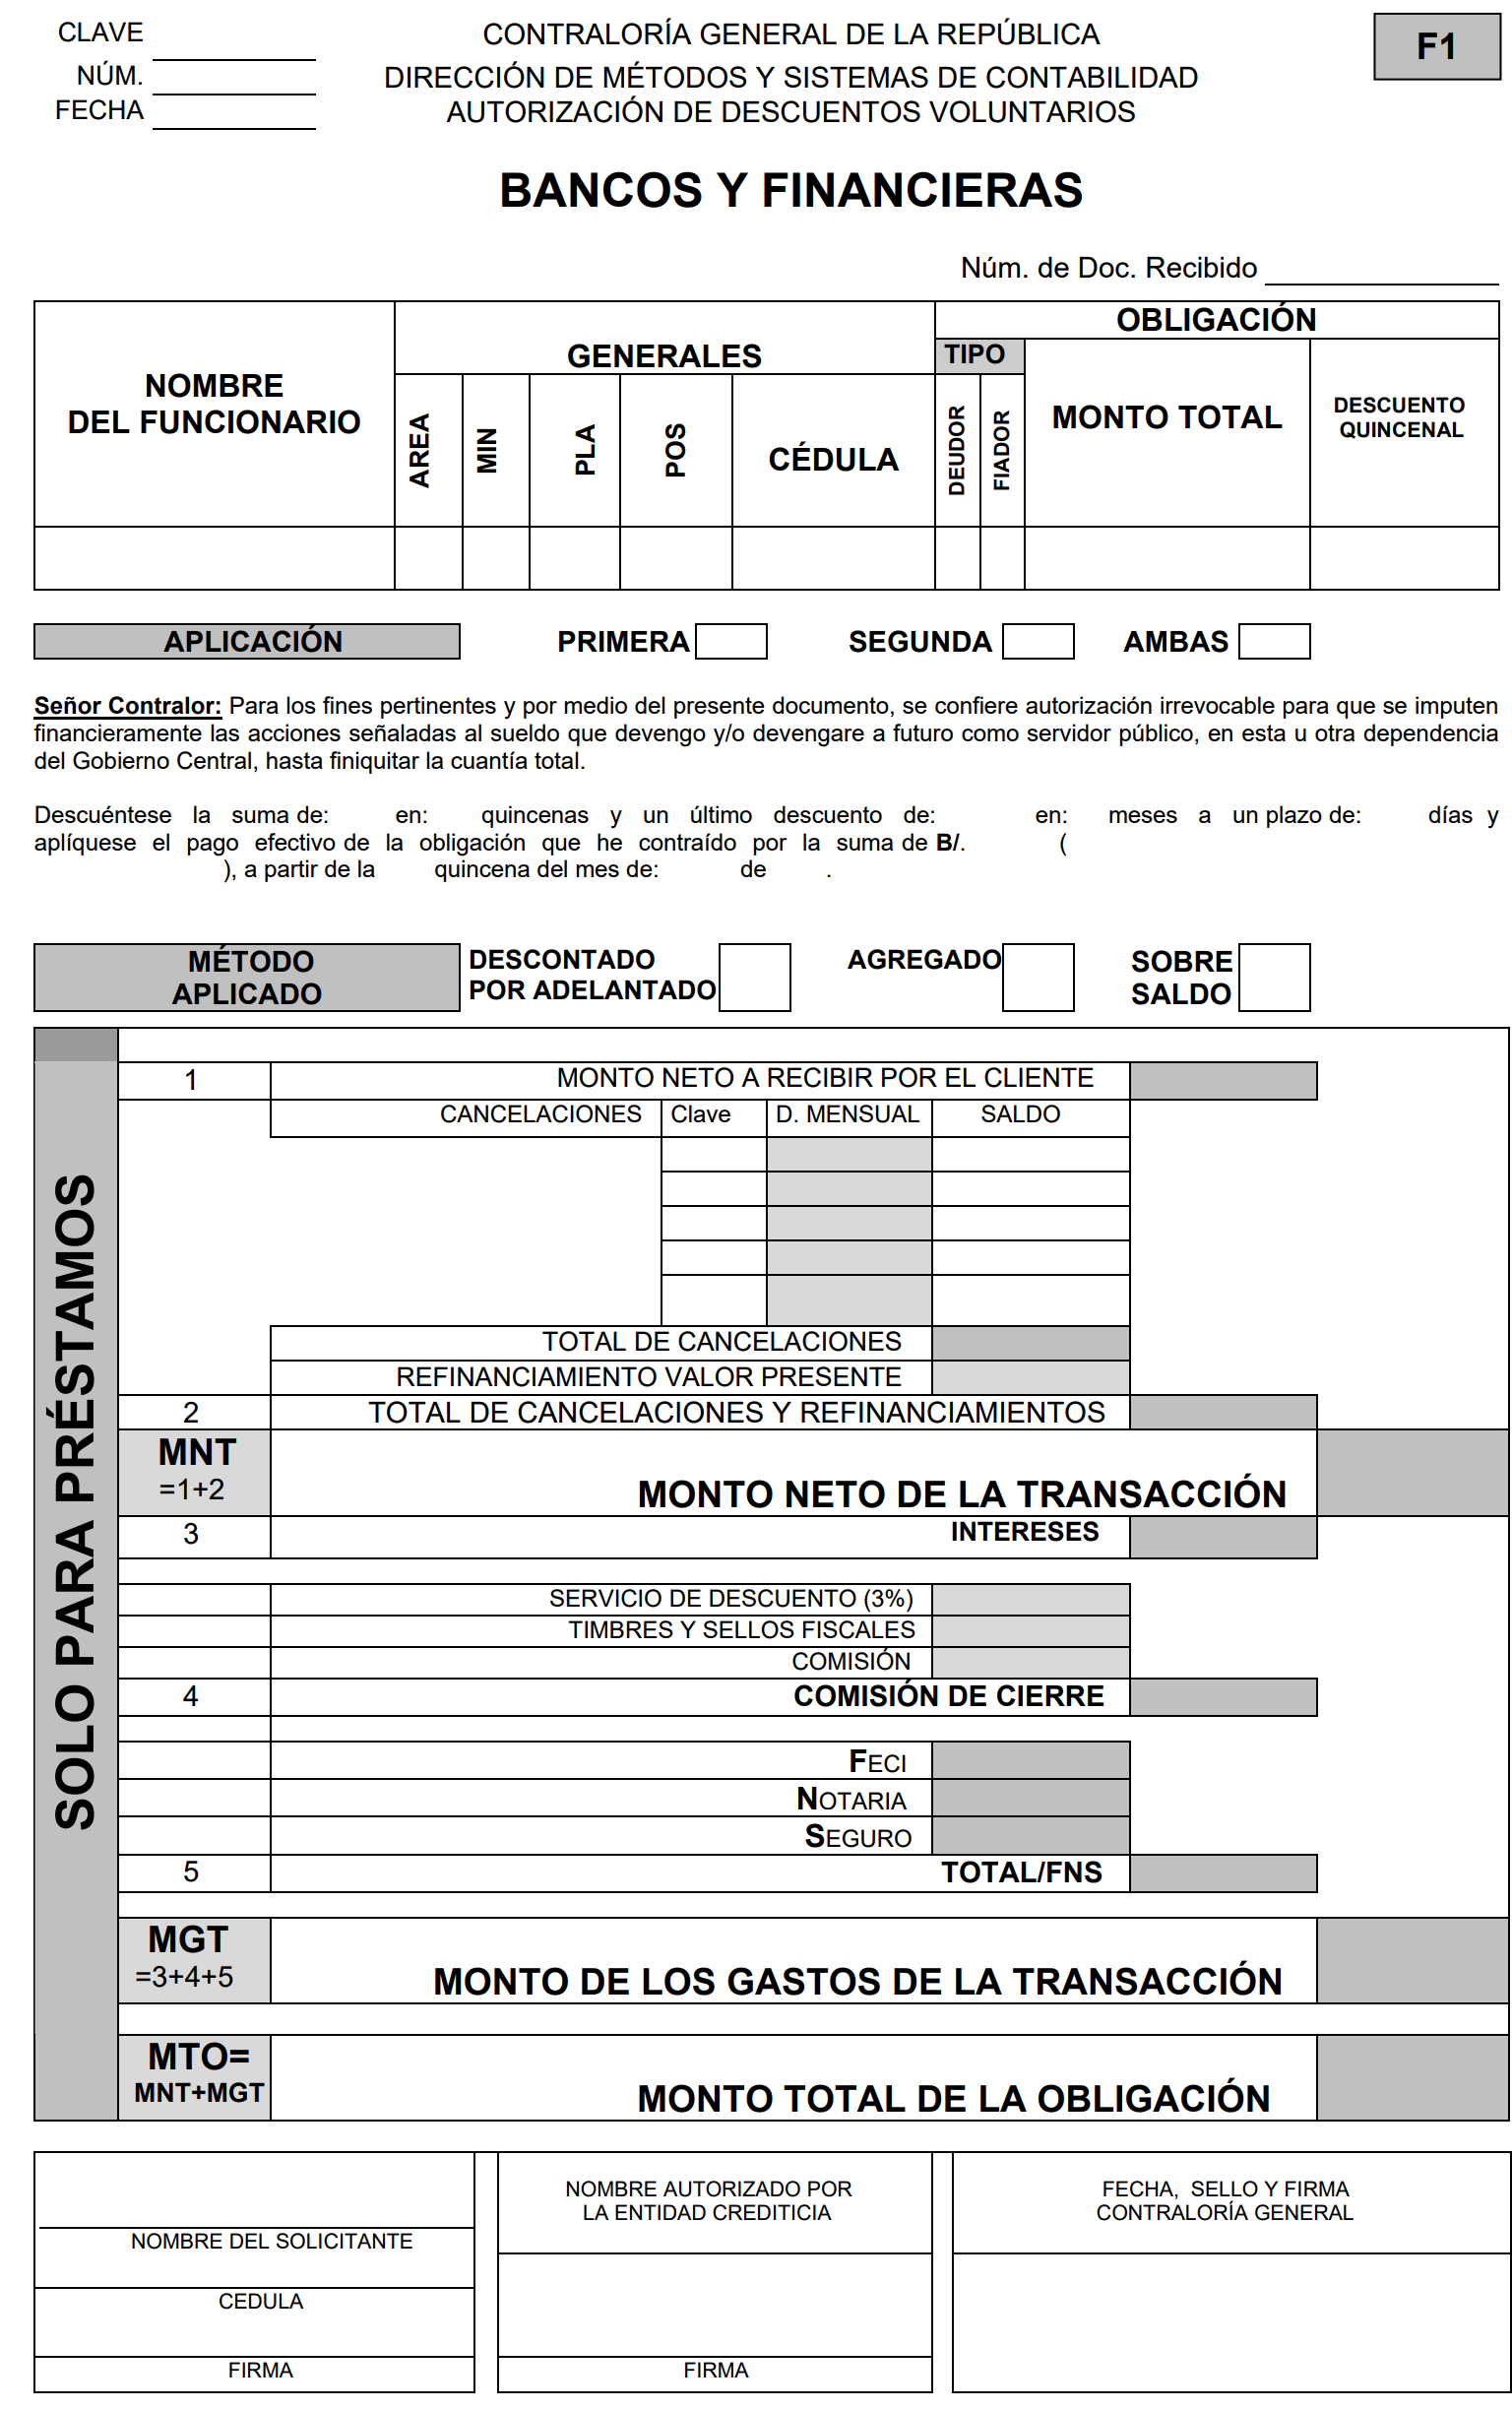 CLAVE
NÚM.
FECHA
CONTRALORÍA GENERAL DE LA REPÚBLICA
DIRECCIÓN DE MÉTODOS Y SISTEMAS DE CONTABILIDAD
AUTORIZACIÓN DE DESCUENTOS VOLUNTARIOS
F1
BANCOS Y FINANCIERAS
Núm. de Doc. Recibido
NOMBRE
DEL FUNCIONARIO
GENERALES
AREA
MIN
PLA
POS
CÉDULA
OBLIGACIÓN
TIPO
DEUDOR
FIADOR
MONTO TOTAL
DESCUENTO
QUINCENAL
APLICACIÓN
PRIMERA
SEGUNDA
AMBAS
Señor Contralor: Para los fines pertinentes y por medio del presente documento, se confiere autorización irrevocable para que se imputen
financieramente las acciones señaladas al sueldo que devengo y/o devengare a futuro como servidor público, en esta u otra dependencia
del Gobierno Central, hasta finiquitar la cuantía total.
Descuéntese la suma de: en: quincenas y un último descuento de: en: meses a un plazo de: días y
aplíquese el pago efectivo de la obligación que he contraído por la suma de B/. (
), a partir de la quincena del mes de: de .
MÉTODO
APLICADO
DESCONTADO
POR ADELANTADO
AGREGADO
SOBRE
SALDO
SOLO PARA PRÉSTAMOS
1 MONTO NETO A RECIBIR POR EL CLIENTE
CANCELACIONES Clave D. MENSUAL SALDO
TOTAL DE CANCELACIONES
REFINANCIAMIENTO VALOR PRESENTE
2 TOTAL DE CANCELACIONES Y REFINANCIAMIENTOS
MNT
=1+2
MONTO NETO DE LA TRANSACCIÓN
3 INTERESES
SERVICIO DE DESCUENTO (3%)
TIMBRES Y SELLOS FISCALES
COMISIÓN
4 COMISIÓN DE CIERRE
FECI
NOTARIA
SEGURO
5 TOTAL/FNS
MGT
=3+4+5
MONTO DE LOS GASTOS DE LA TRANSACCIÓN
MTO=
MNT+MGT
MONTO TOTAL DE LA OBLIGACIÓN
NOMBRE DEL SOLICITANTE
CEDULA
FIRMA
NOMBRE AUTORIZADO POR
LA ENTIDAD CREDITICIA
FIRMA
FECHA, SELLO Y FIRMA
CONTRALORÍA GENERAL